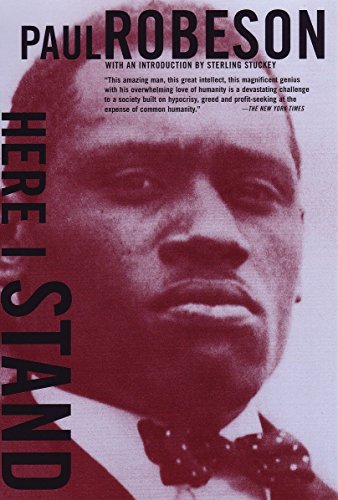 PAUL ROBESON
WITH AN INTRODUCTION BY STERLING STUCKEY
"This amazing man, this great intellect, this magnificent genius
with his overwhelming love of humanity is a devastating challenge
to a society built on hypocrisy, greed and profit-seeking at the
expense of common humanity." —THE NEW YORK TIMES
HERE I STAND